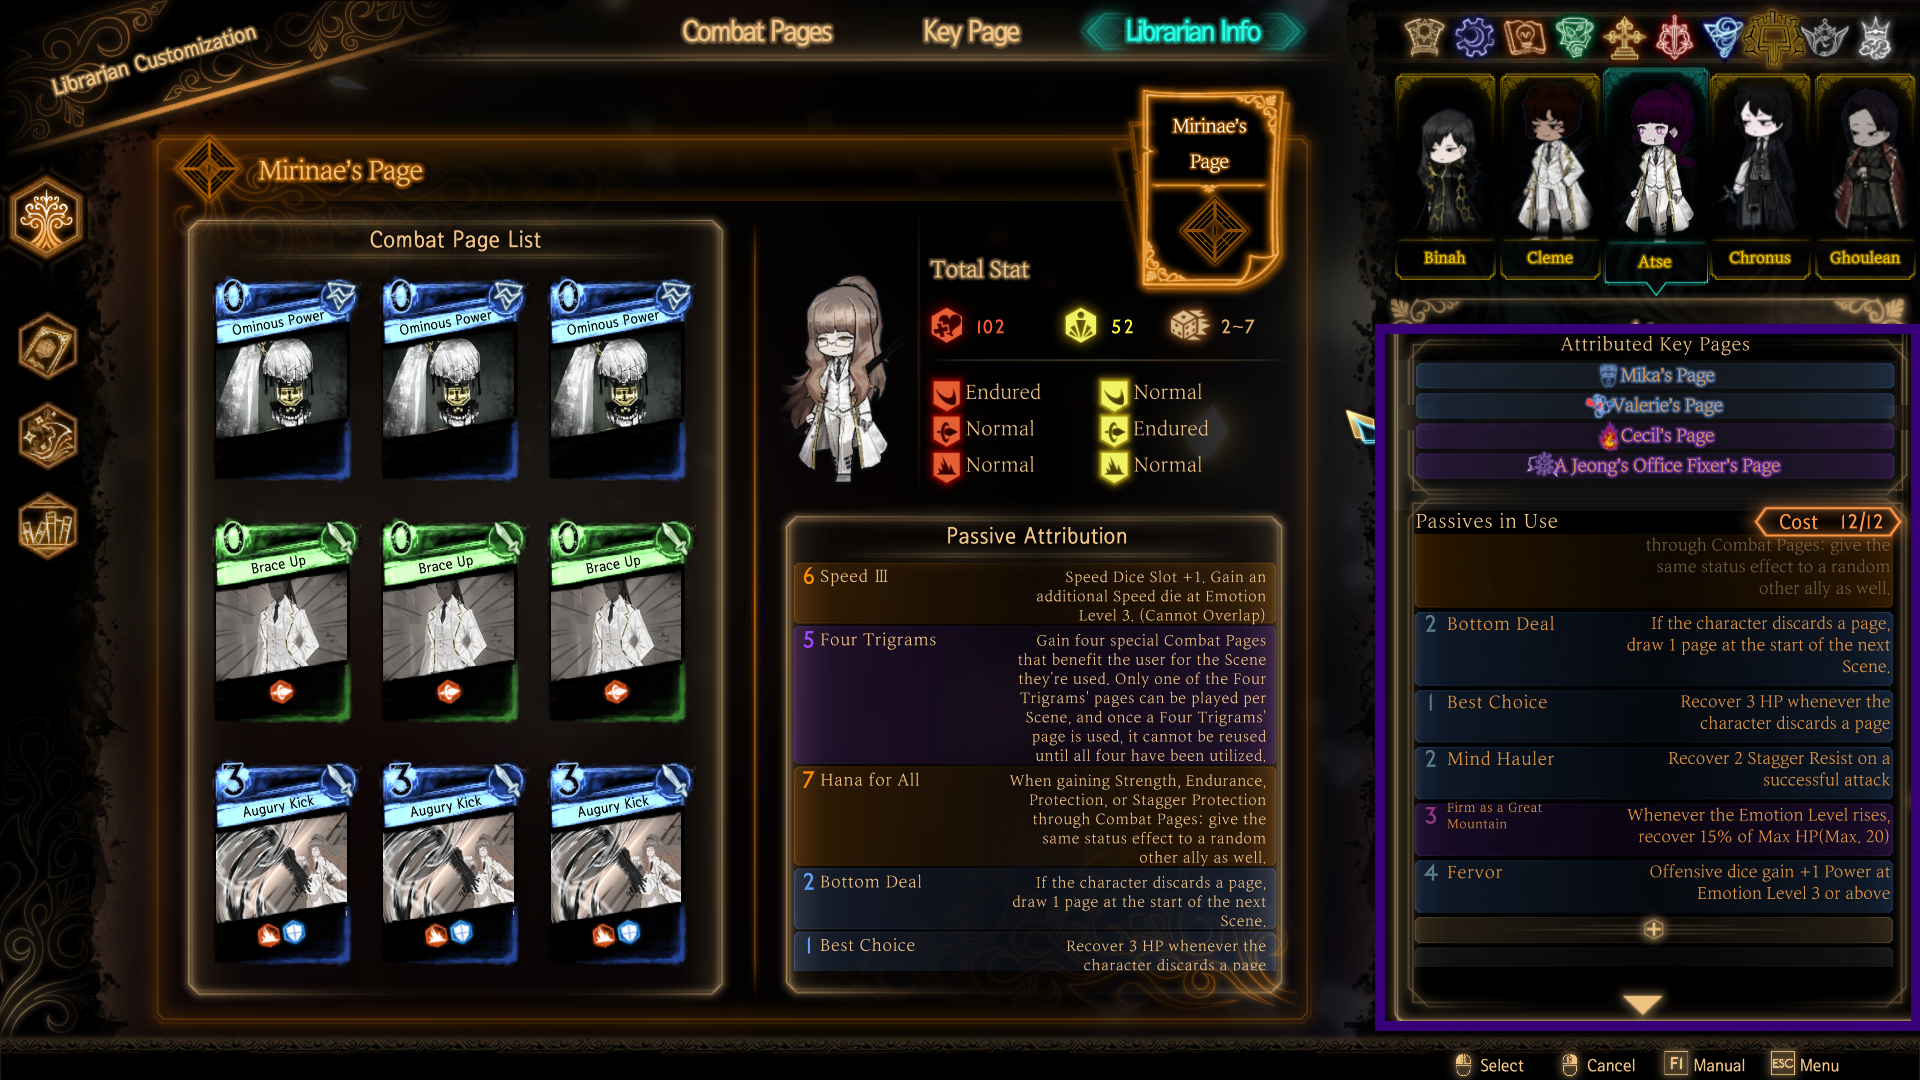 Librarian Customization
Combat Pages
Key Page
Librarian Info
Mirinae's Page
Mirinae's
Page
Combat Page List
0
Ominous Power
0
Ominous Power
0
Ominous Power
0
Brace Up
0
Brace Up
0
Brace Up
3
Augury Kick
3
Augury Kick
3
Augury Kick
Total Stat
102
52
2~7
Endured
Normal
Normal
Endured
Normal
Normal
Passive Attribution
6 Speed III
Speed Dice Slot +1. Gain an
additional Speed die at Emotion
Level 3. (Cannot Overlap)
5 Four Trigrams
Gain four special Combat Pages
that benefit the user for the Scene
they're used. Only one of the Four
Trigrams' pages can be played per
Scene, and once a Four Trigrams'
page is used, it cannot be reused
until all four have been utilized.
7 Hana for All
When gaining Strength, Endurance,
Protection, or Stagger Protection
through Combat Pages: give the
same status effect to a random
other ally as well.
2 Bottom Deal
If the character discards a page,
draw 1 page at the start of the next
Scene.
1 Best Choice
Recover 3 HP whenever the
character discards a page
Binah
Cleme
Atse
Chronus
Ghoulean
Attributed Key Pages
Mika's Page
Valerie's Page
Cecil's Page
A Jeong's Office Fixer's Page
Passives in Use
Cost 12/12
through Combat Pages: give the
same status effect to a random
other ally as well.
2 Bottom Deal
If the character discards a page,
draw 1 page at the start of the next
Scene.
1 Best Choice
Recover 3 HP whenever the
character discards a page
2 Mind Hauler
Recover 2 Stagger Resist on a
successful attack
3 Firm as a Great
Mountain
Whenever the Emotion Level rises,
recover 15% of Max HP(Max. 20)
4 Fervor
Offensive dice gain +1 Power at
Emotion Level 3 or above
Select
Cancel
F1 Manual
ESC Menu